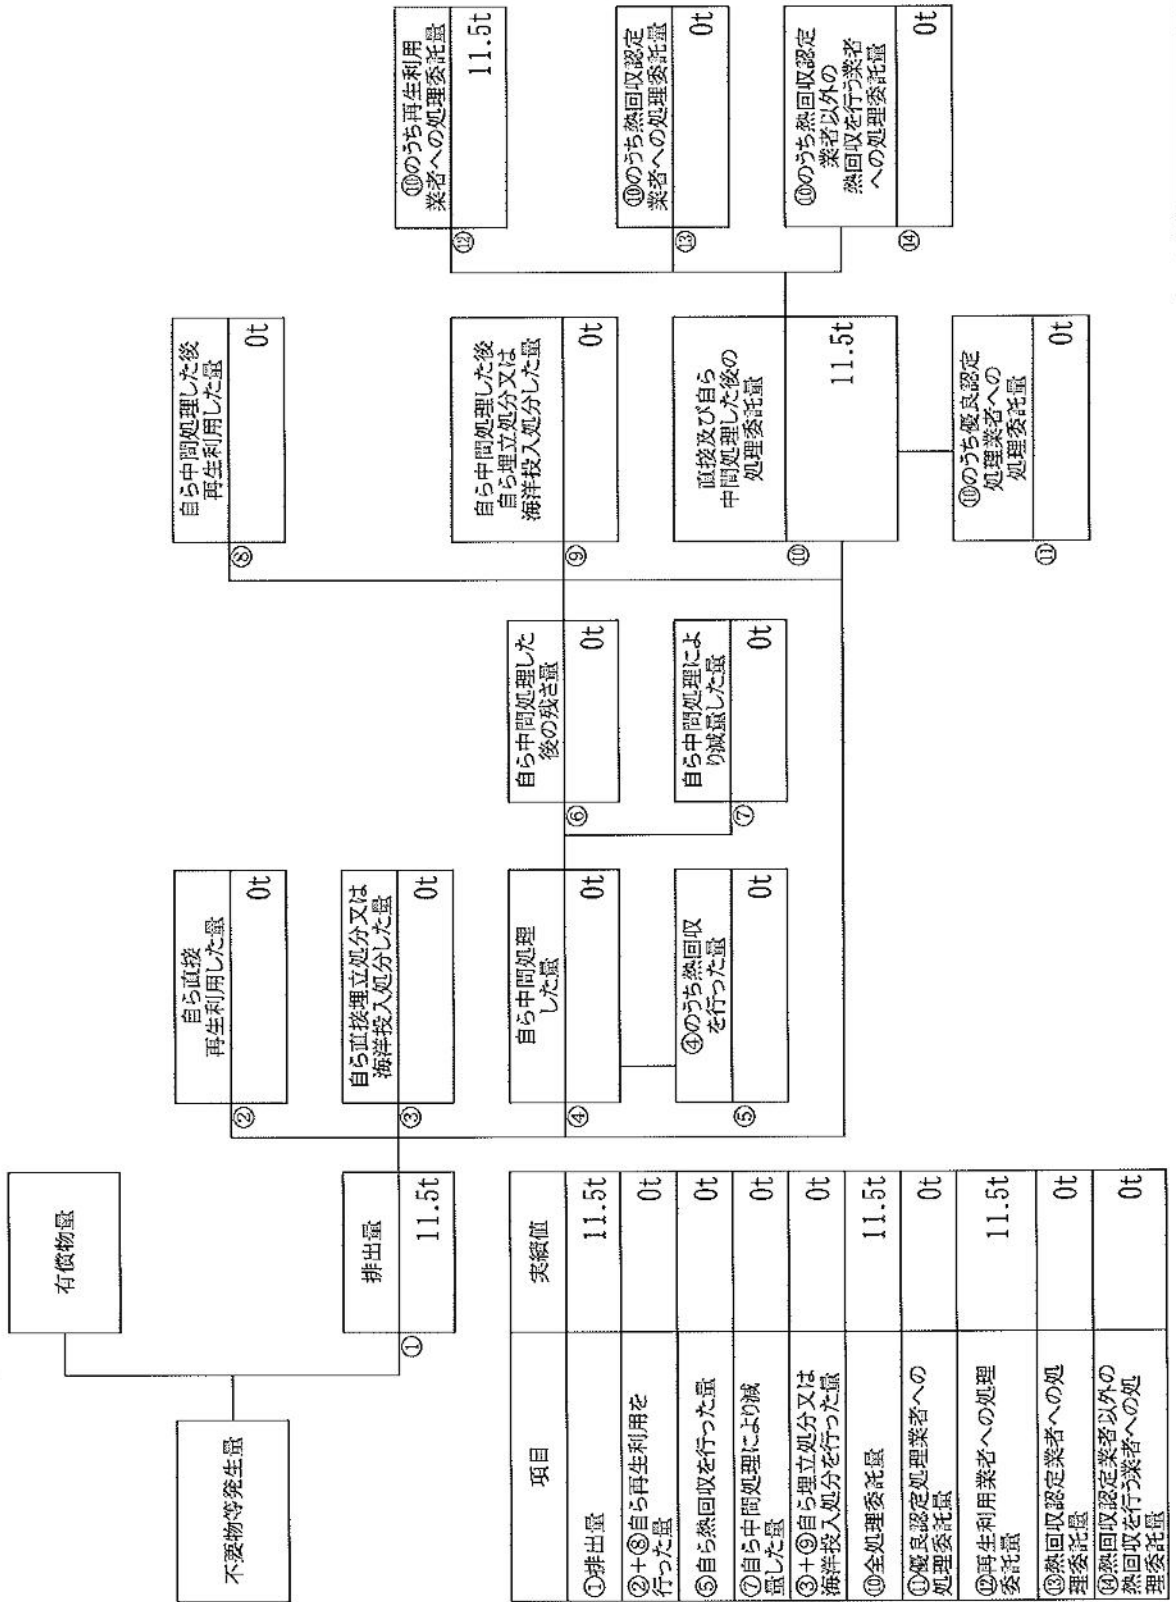 不要物等発生量
有償物量
排出量
① 11.5t
自ら直接
再生利用した量
② 0t
自ら直接埋立処分又は
海洋投入処分した量
③ 0t
自ら中間処理
した量
④ 0t
④のうち熱回収
を行った量
⑤ 0t
自ら中間処理した
後の残さ量
⑥ 0t
自ら中間処理によ
り減量した量
⑦ 0t
自ら中間処理した後
再生利用した量
⑧ 0t
自ら中間処理した後
自ら埋立処分又は
海洋投入処分した量
⑨ 0t
直接及び自ら
中間処理した後の
処理委託量
⑩ 11.5t
⑩のうち優良認定
処理業者への
処理委託量
⑪ 0t
⑩のうち再生利用
業者への処理委託量
⑫ 11.5t
⑩のうち熱回収認定
業者への処理委託量
⑬ 0t
⑩のうち熱回収認定
業者以外の
熱回収を行う業者
への処理委託量
⑭ 0t
項目 実績値
①排出量 11.5t
②+⑧自ら再生利用を
行った量 0t
⑤自ら熱回収を行った量 0t
⑦自ら中間処理により減
量した量 0t
③+⑨自ら埋立処分又は
海洋投入処分を行った量 0t
⑩全処理委託量 11.5t
⑪優良認定処理業者への
処理委託量 0t
⑫再生利用業者への処理
委託量 11.5t
⑬熱回収認定業者への処
理委託量 0t
⑭熱回収認定業者以外の
熱回収を行う業者への処
理委託量 0t